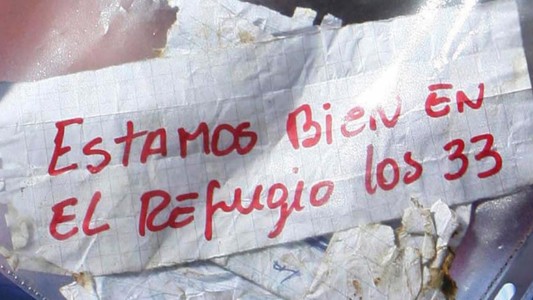 ESTAMOS BIEN EN
EL REFUGIO los 33